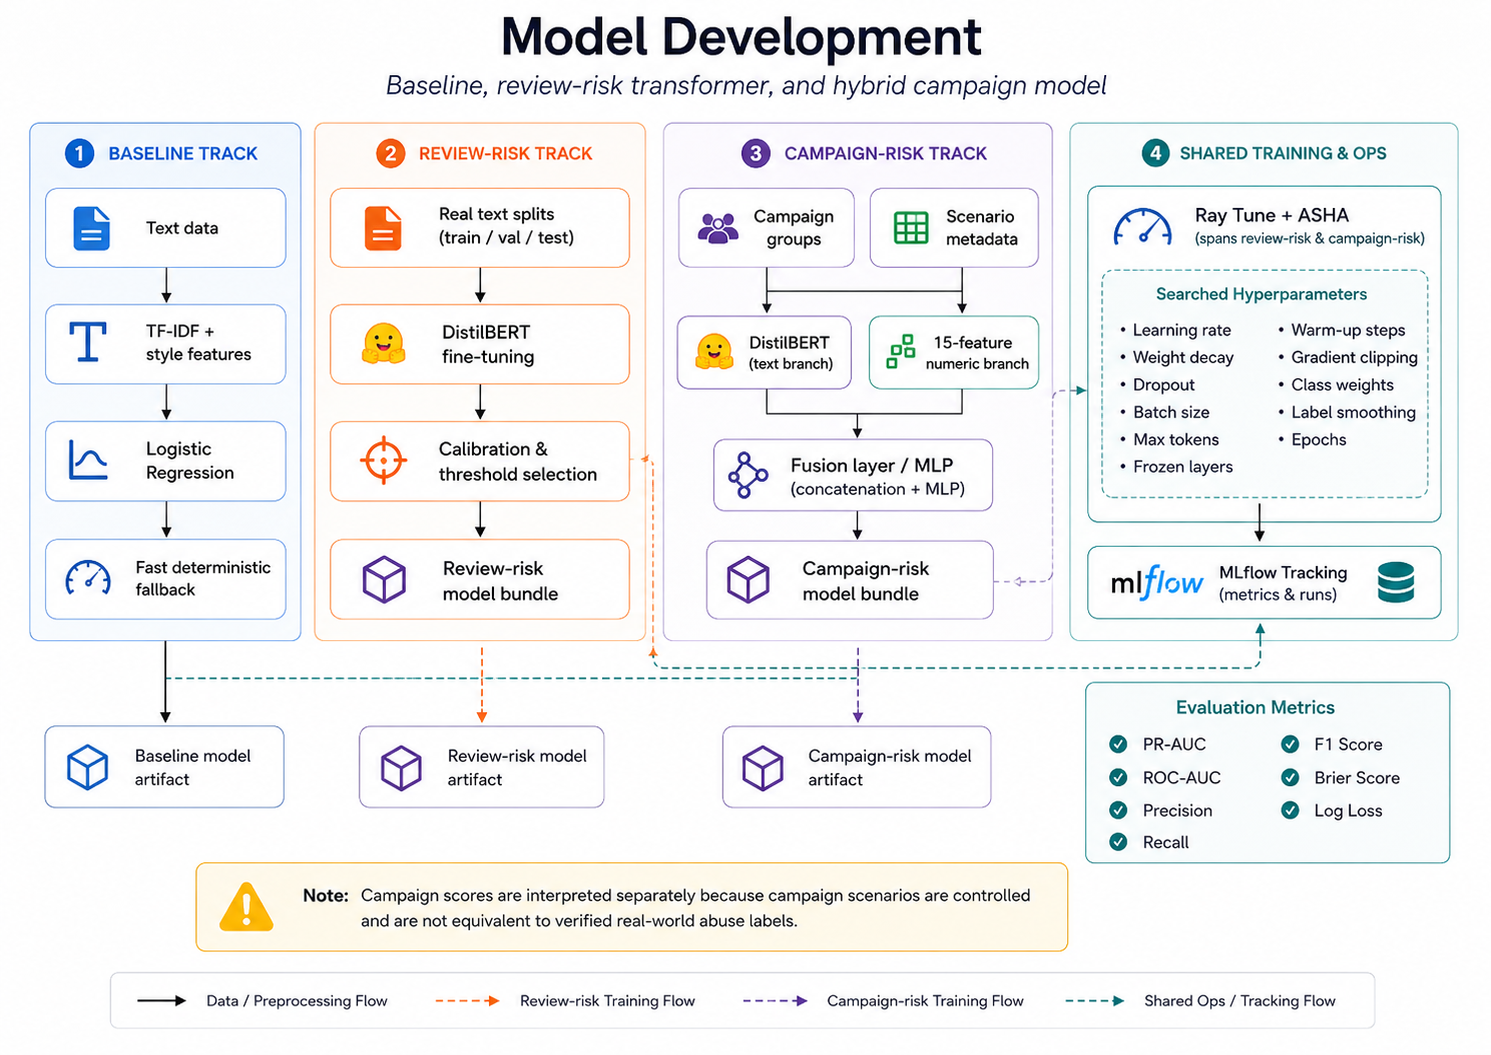 Model Development
Baseline, review-risk transformer, and hybrid campaign model
1 BASELINE TRACK
Text data
TF-IDF +
style features
Logistic
Regression
Fast deterministic
fallback
2 REVIEW-RISK TRACK
Real text splits
(train / val / test)
DistilBERT
fine-tuning
Calibration &
threshold selection
Review-risk
model bundle
3 CAMPAIGN-RISK TRACK
Campaign
groups
Scenario
metadata
DistilBERT
(text branch)
15-feature
numeric branch
Fusion layer / MLP
(concatenation + MLP)
Campaign-risk
model bundle
4 SHARED TRAINING & OPS
Ray Tune + ASHA
(spans review-risk & campaign-risk)
Searched Hyperparameters
• Learning rate
• Weight decay
• Dropout
• Batch size
• Max tokens
• Frozen layers
• Warm-up steps
• Gradient clipping
• Class weights
• Label smoothing
• Epochs
mlflow
MLflow Tracking
(metrics & runs)
Baseline model
artifact
Review-risk model
artifact
Campaign-risk model
artifact
Evaluation Metrics
PR-AUC
ROC-AUC
Precision
Recall
F1 Score
Brier Score
Log Loss
Note: Campaign scores are interpreted separately because campaign scenarios are controlled
and are not equivalent to verified real-world abuse labels.
Data / Preprocessing Flow
Review-risk Training Flow
Campaign-risk Training Flow
Shared Ops / Tracking Flow